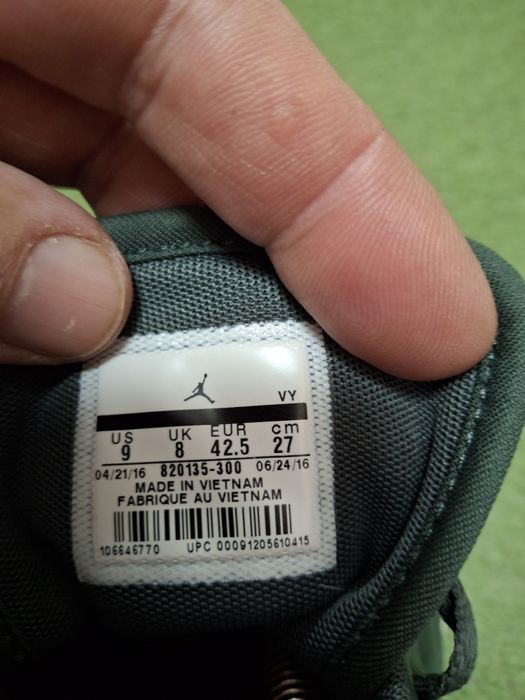 VY
US UK EUR cm
9 8 42.5 27
04/21/16 820135-300 06/24/16
MADE IN VIETNAM
FABRIQUE AU VIETNAM
106646770 UPC 00091205610415